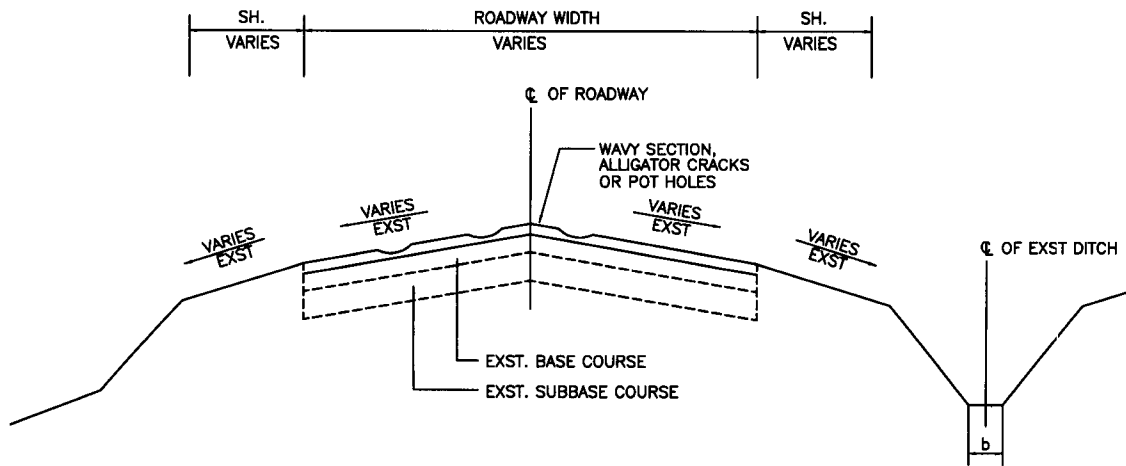 SH.
VARIES
ROADWAY WIDTH
VARIES
SH.
VARIES
℄ OF ROADWAY
WAVY SECTION,
ALLIGATOR CRACKS
OR POT HOLES
VARIES
EXST
VARIES
EXST
VARIES
EXST
VARIES
EXST
℄ OF EXST DITCH
EXST. BASE COURSE
EXST. SUBBASE COURSE
b